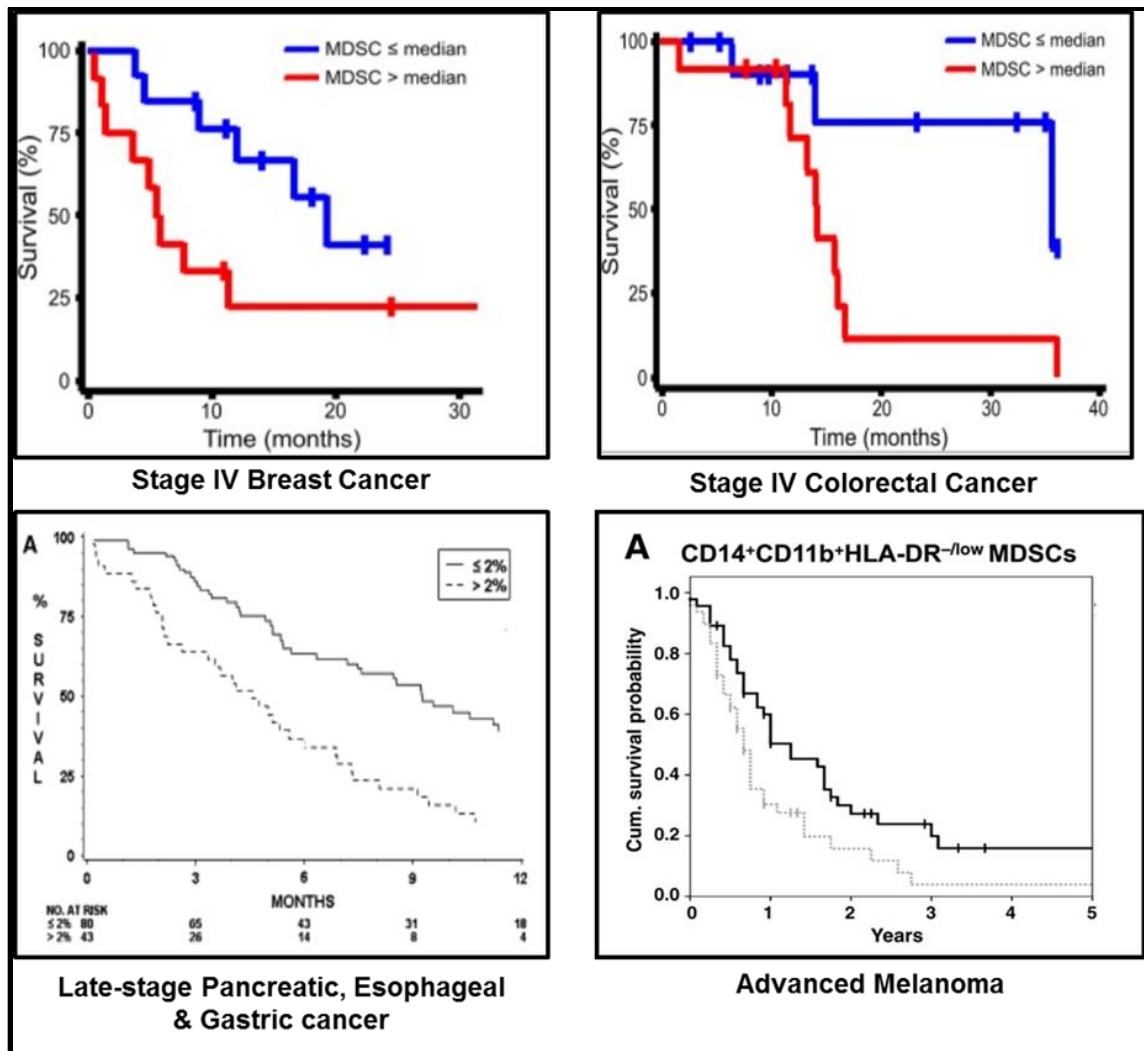 MDSC ≤ median
MDSC > median
100
75
50
25
0
Survival (%)
0 10 20 30
Time (months)
Stage IV Breast Cancer
MDSC ≤ median
MDSC > median
100
75
50
25
0
Survival (%)
0 10 20 30 40
Time (months)
Stage IV Colorectal Cancer
A
≤ 2%
> 2%
100
75
50
25
0
% SURVIVAL
0 3 6 9 12
MONTHS
NO. AT RISK
≤ 2% 80 65 43 31 18
> 2% 43 26 14 8 4
Late-stage Pancreatic, Esophageal
& Gastric cancer
A CD14⁺CD11b⁺HLA-DR⁻/low MDSCs
1.0
0.8
0.6
0.4
0.2
0.0
Cum. survival probability
0 1 2 3 4 5
Years
Advanced Melanoma